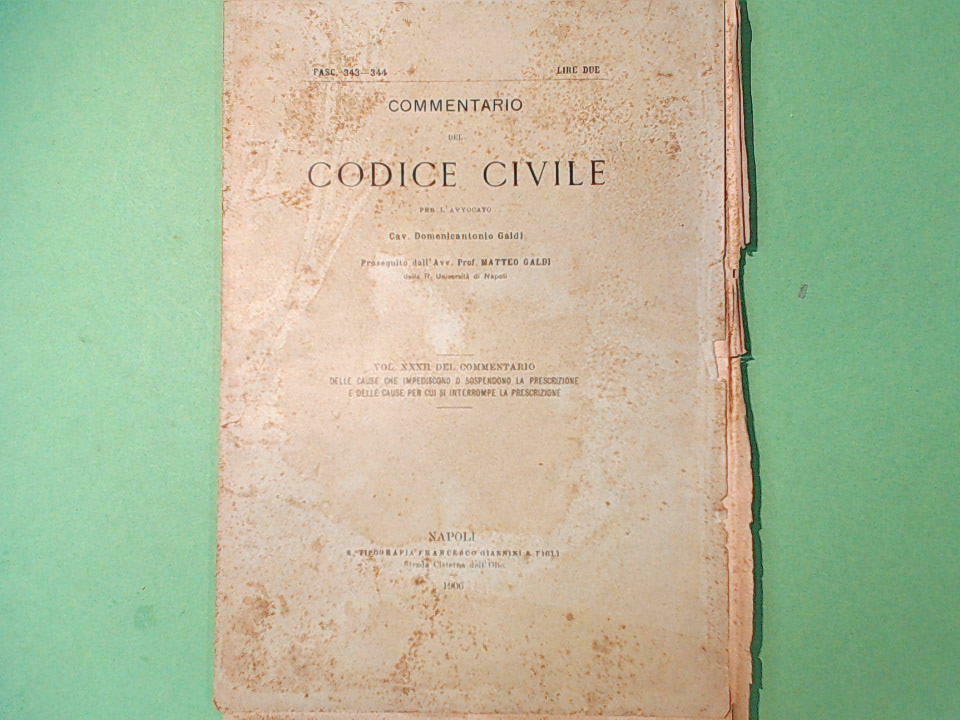 FASC. 343—344 LIRE DUE
COMMENTARIO
DEL
CODICE CIVILE
PER L'AVVOCATO
Cav. Domenicantonio Galdi
Proseguito dall'Avv. Prof. MATTEO GALDI
della R. Università di Napoli
VOL. XXXII DEL COMMENTARIO
DELLE CAUSE CHE IMPEDISCONO O SOSPENDONO LA PRESCRIZIONE
E DELLE CAUSE PER CUI SI INTERROMPE LA PRESCRIZIONE
NAPOLI
R. TIPOGRAFIA FRANCESCO GIANNINI & FIGLI
Strada Cisterna dell'Olio
1906